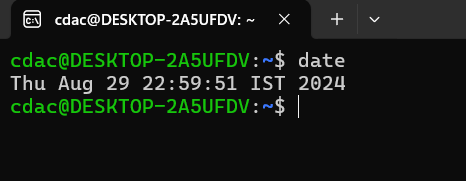 cdac@DESKTOP-2A5UFDV: ~
cdac@DESKTOP-2A5UFDV:~$ date
Thu Aug 29 22:59:51 IST 2024
cdac@DESKTOP-2A5UFDV:~$